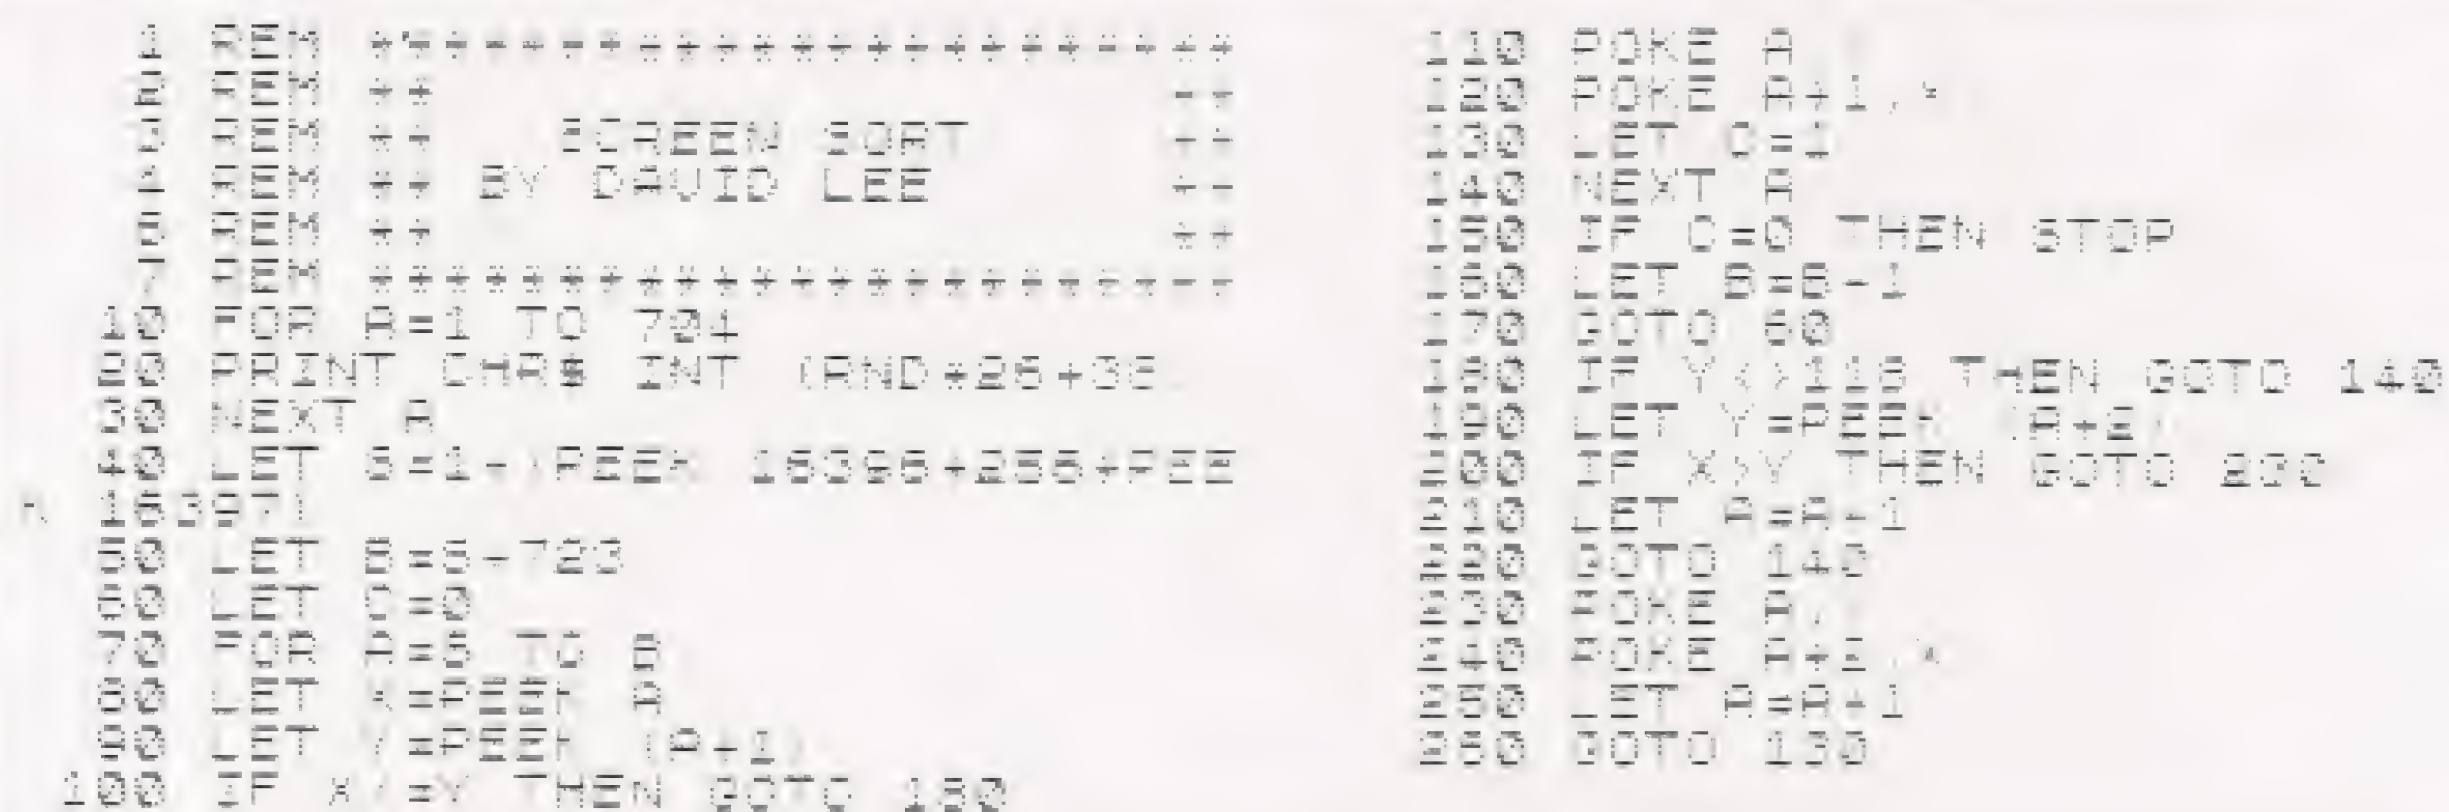 1 REM ***********************
2 REM ** **
3 REM ** SCREEN SORT **
4 REM ** BY DAVID LEE **
5 REM ** **
REM ***********************
10 FOR A=1 TO 704
20 PRINT CHR$ INT (RND*26+38
30 NEXT A
40 LET S=1+(PEEK 16396+256*PEE
K 16397)
50 LET B=S+723
60 LET C=0
70 FOR A=S TO B
80 LET X=PEEK A
90 LET Y=PEEK (A+1)
100 IF X<=Y THEN GOTO 180
110 POKE A
120 POKE A+1,X
130 LET C=1
140 NEXT A
150 IF C=0 THEN STOP
160 LET B=B-1
170 GOTO 60
180 IF Y<>118 THEN GOTO 140
190 LET Y=PEEK (A+2)
200 IF X>Y THEN GOTO 230
210 LET A=A+1
220 GOTO 140
230 POKE A,
240 POKE A+2,X
250 LET A=A+1
260 GOTO 130